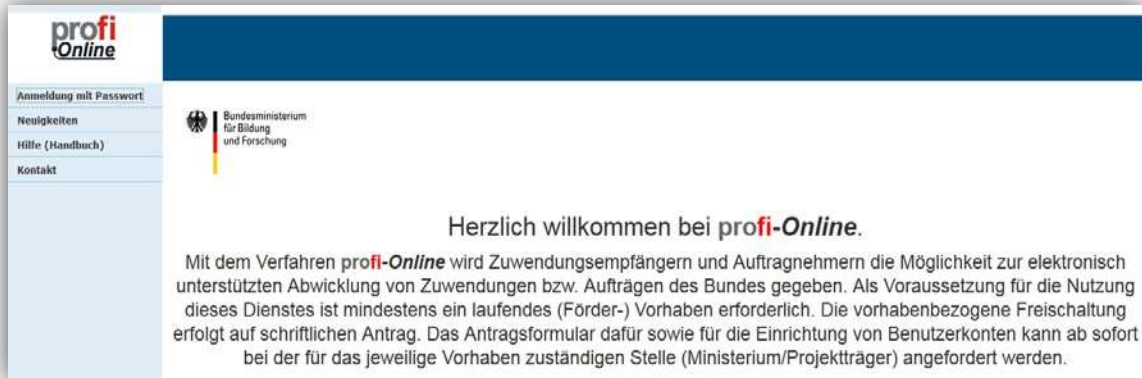 profi
Online
Anmeldung mit Passwort
Neuigkeiten
Hilfe (Handbuch)
Kontakt
Bundesministerium
für Bildung
und Forschung
Herzlich willkommen bei profi-Online.
Mit dem Verfahren profi-Online wird Zuwendungsempfängern und Auftragnehmern die Möglichkeit zur elektronisch
unterstützten Abwicklung von Zuwendungen bzw. Aufträgen des Bundes gegeben. Als Voraussetzung für die Nutzung
dieses Dienstes ist mindestens ein laufendes (Förder-) Vorhaben erforderlich. Die vorhabenbezogene Freischaltung
erfolgt auf schriftlichen Antrag. Das Antragsformular dafür sowie für die Einrichtung von Benutzerkonten kann ab sofort
bei der für das jeweilige Vorhaben zuständigen Stelle (Ministerium/Projektträger) angefordert werden.